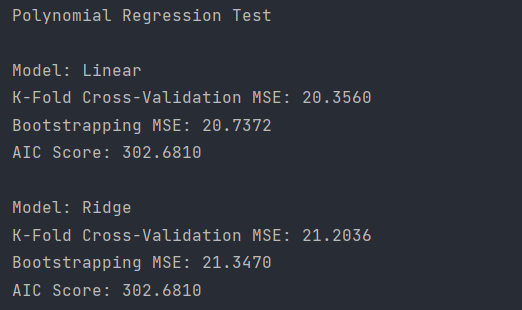 Polynomial Regression Test
Model: Linear
K-Fold Cross-Validation MSE: 20.3560
Bootstrapping MSE: 20.7372
AIC Score: 302.6810
Model: Ridge
K-Fold Cross-Validation MSE: 21.2036
Bootstrapping MSE: 21.3470
AIC Score: 302.6810